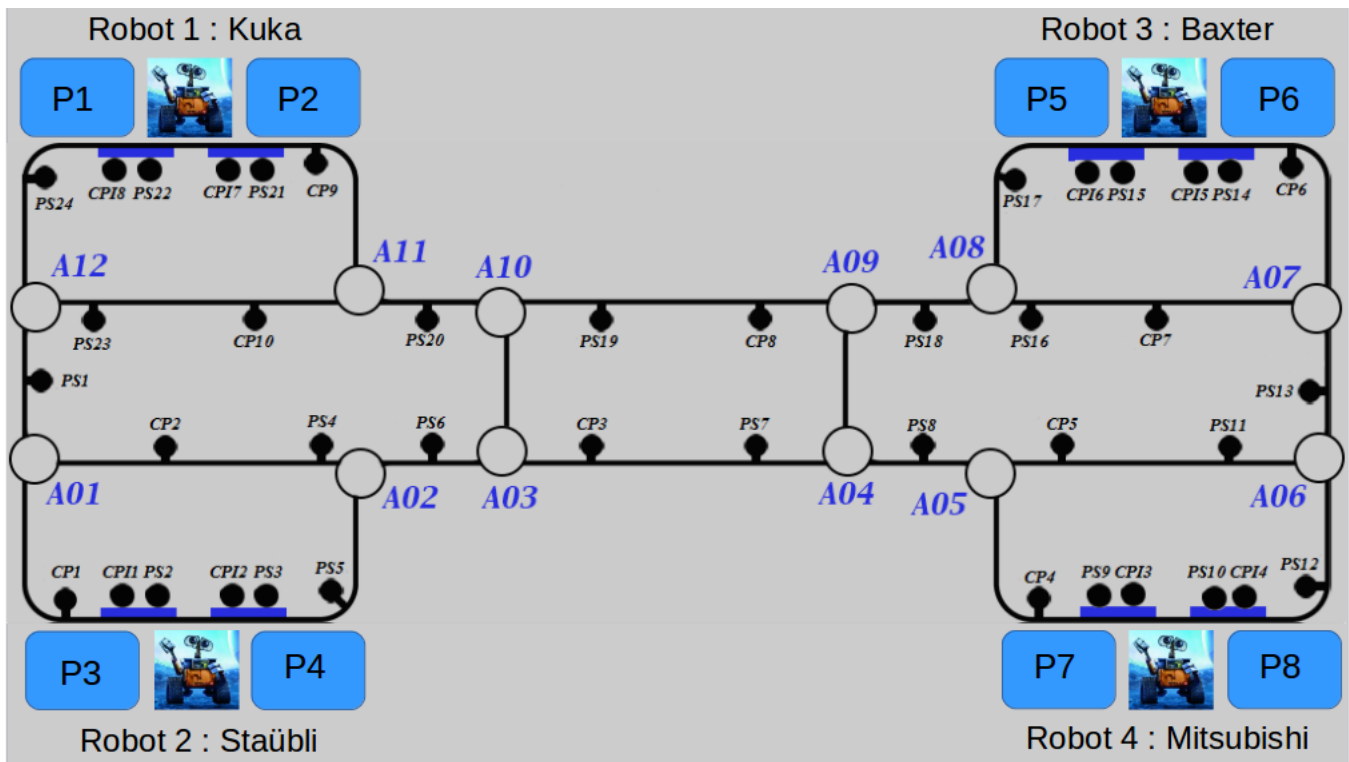 Robot 1 : Kuka
Robot 3 : Baxter
P1
P2
P5
P6
PS24
CPI8 PS22
CPI7 PS21
CP9
PS17
CPI6 PS15
CPI5 PS14
CP6
A12
A11
A10
A09
A08
A07
PS23
CP10
PS20
PS19
CP8
PS18
PS16
CP7
PS1
PS13
CP2
PS4
PS6
CP3
PS7
PS8
CP5
PS11
A01
A02
A03
A04
A05
A06
CP1
CPI1 PS2
CPI2 PS3
PS5
CP4
PS9 CPI3
PS10 CPI4
PS12
P3
P4
P7
P8
Robot 2 : Staübli
Robot 4 : Mitsubishi